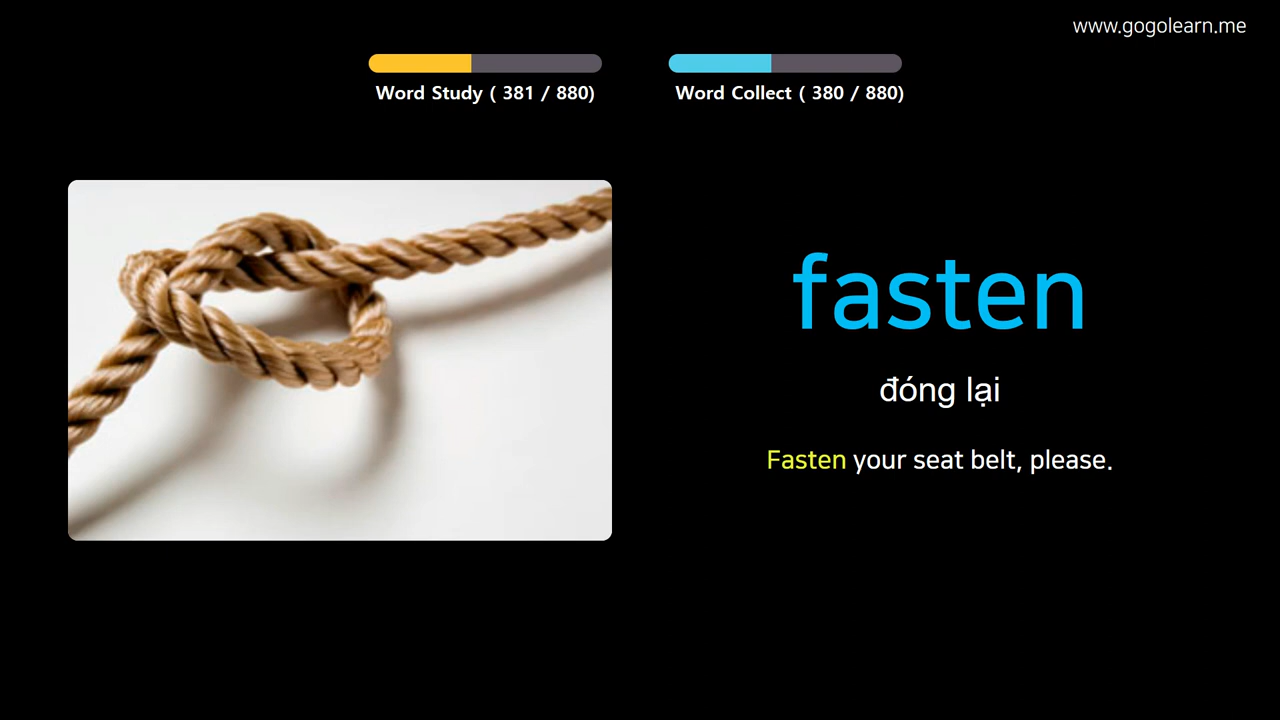 www.gogolearn.me
Word Study ( 381 / 880)
Word Collect ( 380 / 880)
fasten
đóng lại
Fasten your seat belt, please.